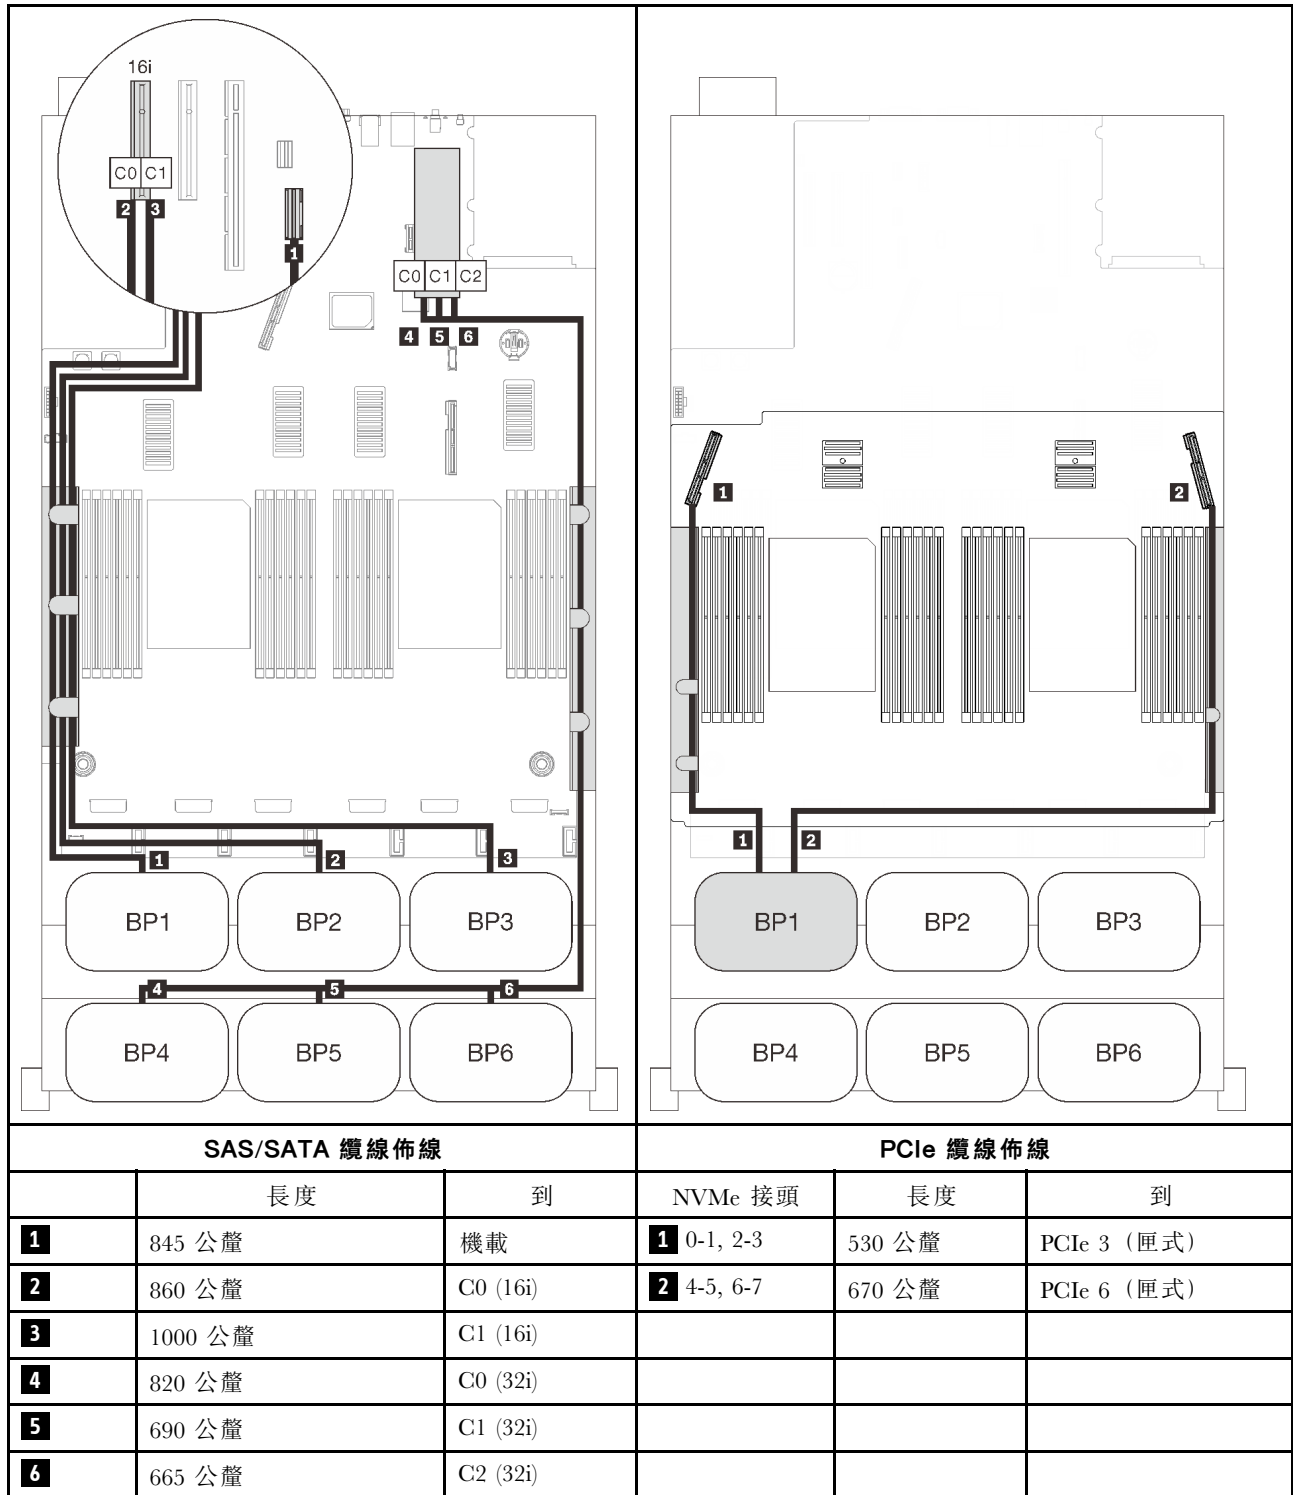 16i
C0 C1
2 3
1
C0 C1 C2
4 5 6
1 2 3
BP1 BP2 BP3
4 5 6
BP4 BP5 BP6
1 2
1 2
BP1 BP2 BP3
BP4 BP5 BP6
SAS/SATA 纜線佈線 PCIe 纜線佈線
長度 到 NVMe 接頭 長度 到
1 845 公釐 機載 1 0-1, 2-3 530 公釐 PCIe 3（匣式）
2 860 公釐 C0 (16i) 2 4-5, 6-7 670 公釐 PCIe 6（匣式）
3 1000 公釐 C1 (16i)
4 820 公釐 C0 (32i)
5 690 公釐 C1 (32i)
6 665 公釐 C2 (32i)